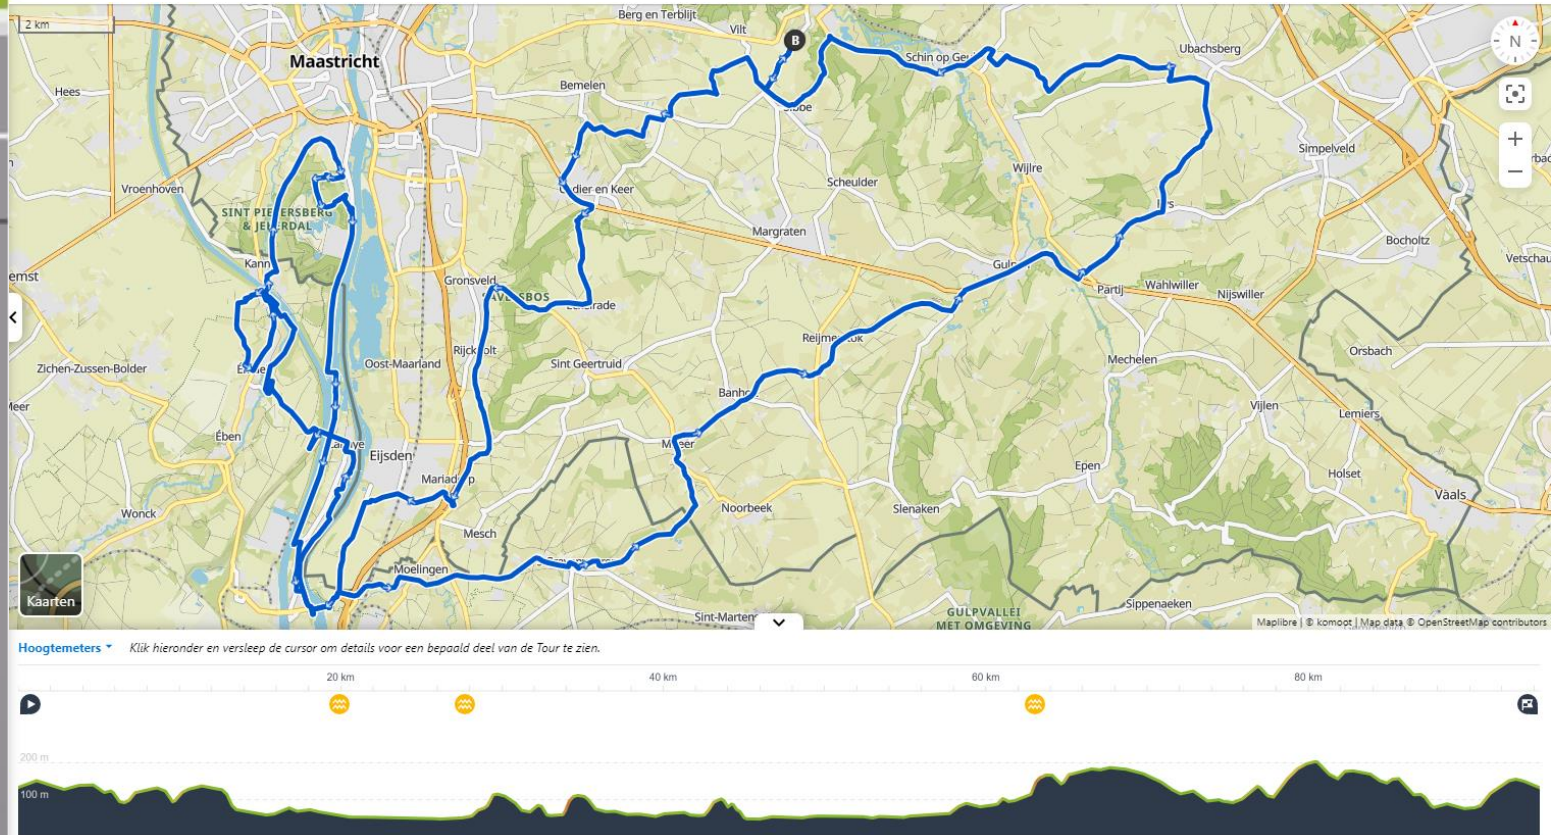 2 km
Berg en Terblijt
Vilt
B
N
Maastricht
Schin op Geu
Ubachsberg
Hees
Bemelen
Simpelveld
Wijlre
Vroenhoven
Scheulder
SINT PIETERSBERG
& JEKERDAL
Margraten
Bocholtz
Kann
Vetschau
Gronsveld
Partij
Wahlwiller
Nijswiller
Rijckholt
Oost-Maarland
Sint Geertruid
Orsbach
Mechelen
Zichen-Zussen-Bolder
Vijlen
Lemiers
Eben
Eijsden
Epen
Holset
Vaals
Noorbeek
Slenaken
Wonck
Mesch
Moelingen
Kaarten
Sippenaeken
GULPVALLEI
MET OMGEVING
Sint-Marten
Maplibre | © komoot | Map data © OpenStreetMap contributors
Hoogtemeters Klik hieronder en versleep de cursor om details voor een bepaald deel van de Tour te zien.
20 km 40 km 60 km 80 km
200 m
100 m